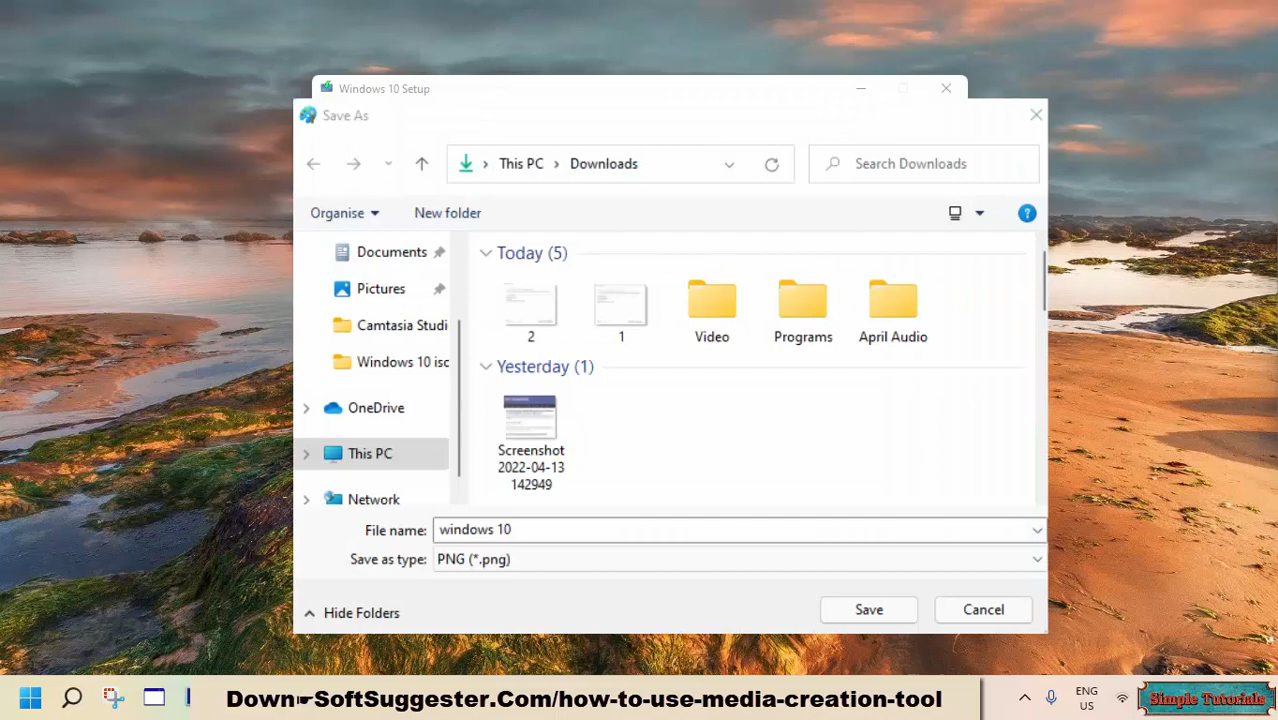 Windows 10 Setup
Save As
This PC
Downloads
Search Downloads
Organise
New folder
Documents
Pictures
Camtasia Studi
Windows 10 isc
OneDrive
This PC
Network
Today (5)
2
1
Video
Programs
April Audio
Yesterday (1)
Screenshot
2022-04-13
142949
File name:
windows 10
Save as type:
PNG (*.png)
Hide Folders
Save
Cancel
Down☛SoftSuggester.Com/how-to-use-media-creation-tool
ENG
US
Simple Tutorials